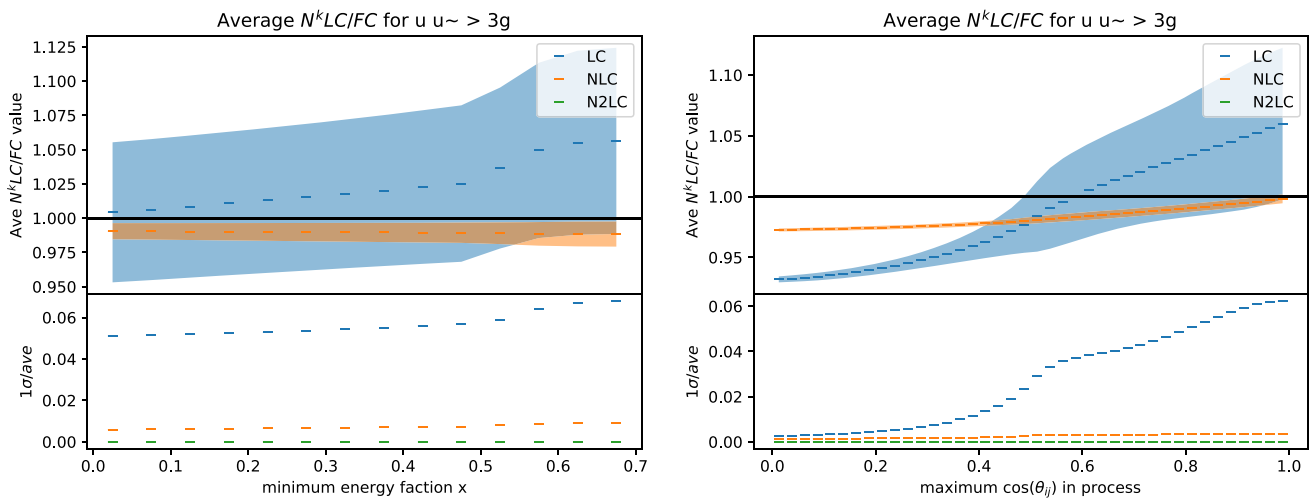 Average N^kLC/FC for u u~ > 3g
LC
NLC
N2LC
Ave N^kLC/FC value
1.125
1.100
1.075
1.050
1.025
1.000
0.975
0.950
1σ/ave
0.06
0.04
0.02
0.00
0.0 0.1 0.2 0.3 0.4 0.5 0.6 0.7
minimum energy faction x
Average N^kLC/FC for u u~ > 3g
LC
NLC
N2LC
Ave N^kLC/FC value
1.10
1.05
1.00
0.95
1σ/ave
0.06
0.04
0.02
0.00
0.0 0.2 0.4 0.6 0.8 1.0
maximum cos(θ_ij) in process